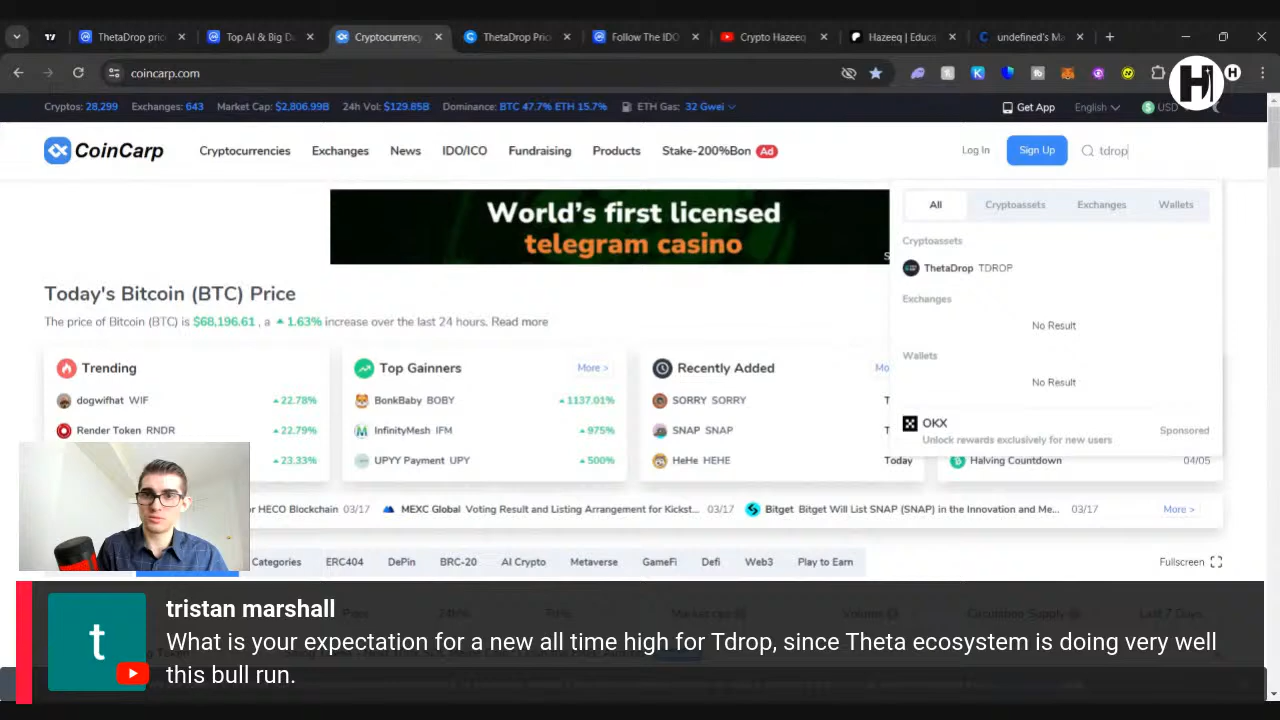 ThetaDrop pric
Top AI & Big Da
Cryptocurrency
ThetaDrop Pric
Follow The IDO
Crypto Hazeeq
Hazeeq | Educa
undefined's Ma
coincarp.com
H
H
Cryptos: 28,299 Exchanges: 643 Market Cap: $2,806.99B 24h Vol: $129.85B Dominance: BTC 47.7% ETH 15.7% ETH Gas: 32 Gwei
Get App English USD
CoinCarp
Cryptocurrencies Exchanges News IDO/ICO Fundraising Products Stake-200%Bon Ad
Log In Sign Up tdrop
World's first licensed
telegram casino
All Cryptoassets Exchanges Wallets
Cryptoassets
ThetaDrop TDROP
Exchanges
No Result
Wallets
No Result
OKX
Unlock rewards exclusively for new users
Sponsored
Today's Bitcoin (BTC) Price
The price of Bitcoin (BTC) is $68,196.61 , a 1.63% increase over the last 24 hours. Read more
Trending
dogwifhat WIF 22.78%
Render Token RNDR 22.79%
23.33%
Top Gainners More >
BonkBaby BOBY 1137.01%
InfinityMesh IFM 975%
UPYY Payment UPY 500%
Recently Added Mo
SORRY SORRY T
SNAP SNAP T
HeHe HEHE Today
Halving Countdown 04/05
or HECO Blockchain 03/17 MEXC Global Voting Result and Listing Arrangement for Kickst... 03/17 Bitget Bitget Will List SNAP (SNAP) in the Innovation and Me... 03/17 More >
Categories ERC404 DePin BRC-20 AI Crypto Metaverse GameFi Defi Web3 Play to Earn Fullscreen
t
tristan marshall
What is your expectation for a new all time high for Tdrop, since Theta ecosystem is doing very well
this bull run.